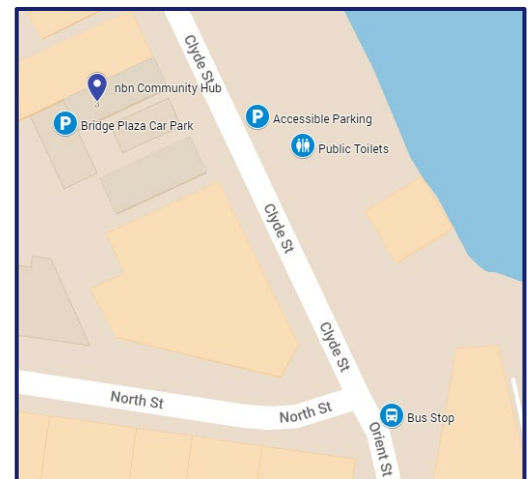 Clyde St
nbn Community Hub
P
Bridge Plaza Car Park
P
Accessible Parking
Public Toilets
Clyde St
Clyde St
North St
North St
Bus Stop
Orient St